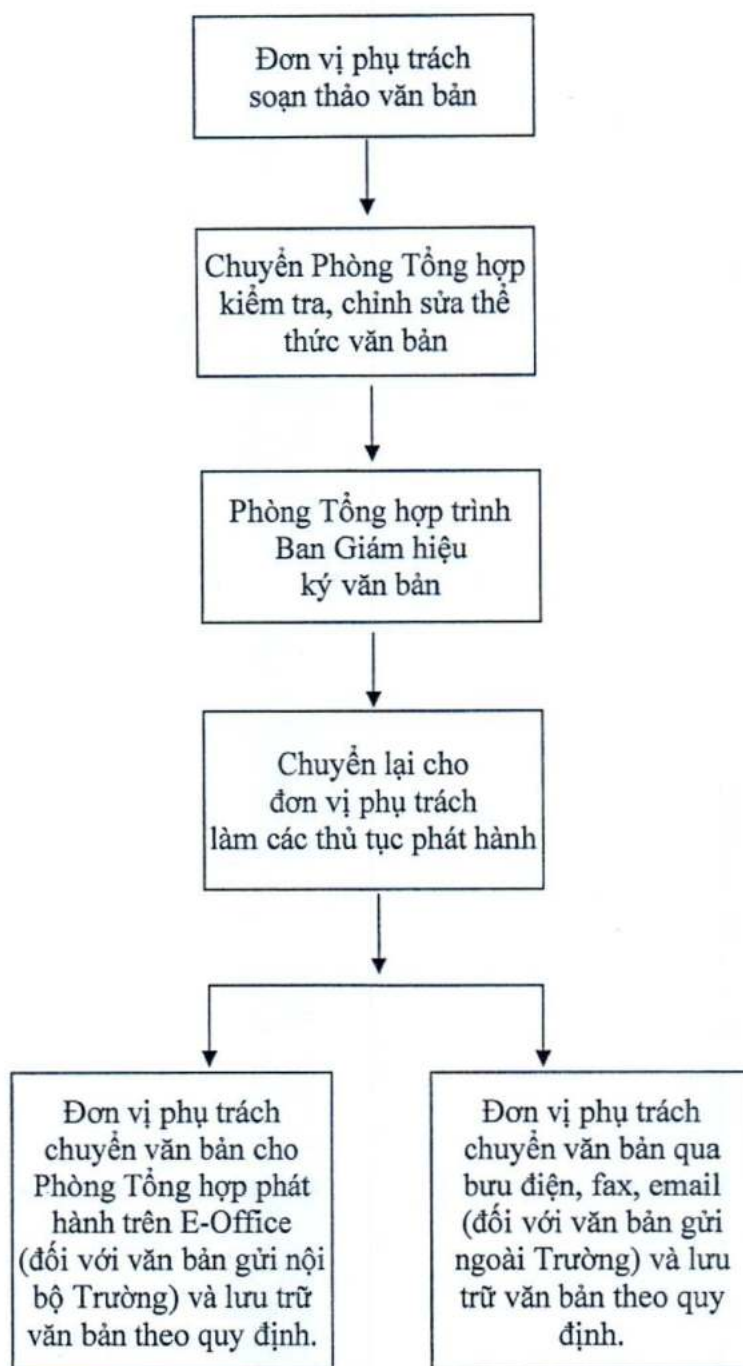 Đơn vị phụ trách
soạn thảo văn bản
Chuyển Phòng Tổng hợp
kiểm tra, chỉnh sửa thể
thức văn bản
Phòng Tổng hợp trình
Ban Giám hiệu
ký văn bản
Chuyển lại cho
đơn vị phụ trách
làm các thủ tục phát hành
Đơn vị phụ trách
chuyển văn bản cho
Phòng Tổng hợp phát
hành trên E-Office
(đối với văn bản gửi nội
bộ Trường) và lưu trữ
văn bản theo quy định.
Đơn vị phụ trách
chuyển văn bản qua
bưu điện, fax, email
(đối với văn bản gửi
ngoài Trường) và lưu
trữ văn bản theo quy
định.